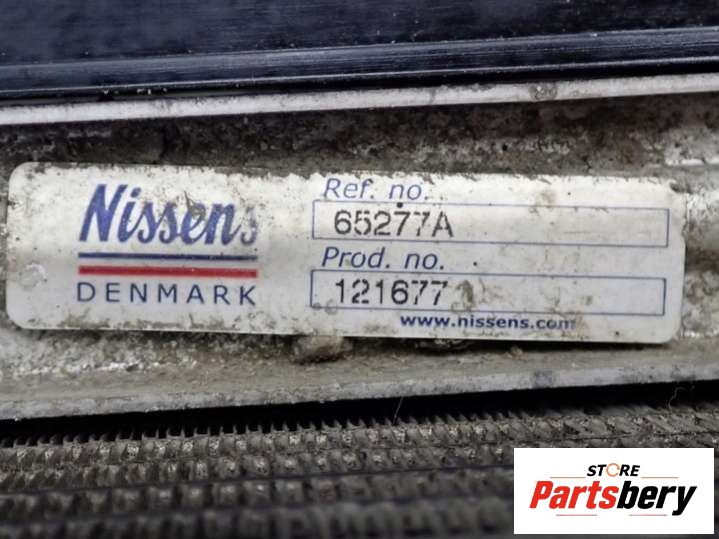 Nissens
DENMARK
Ref. no.
65277A
Prod. no.
121677
www.nissens.com
STORE
Partsbery